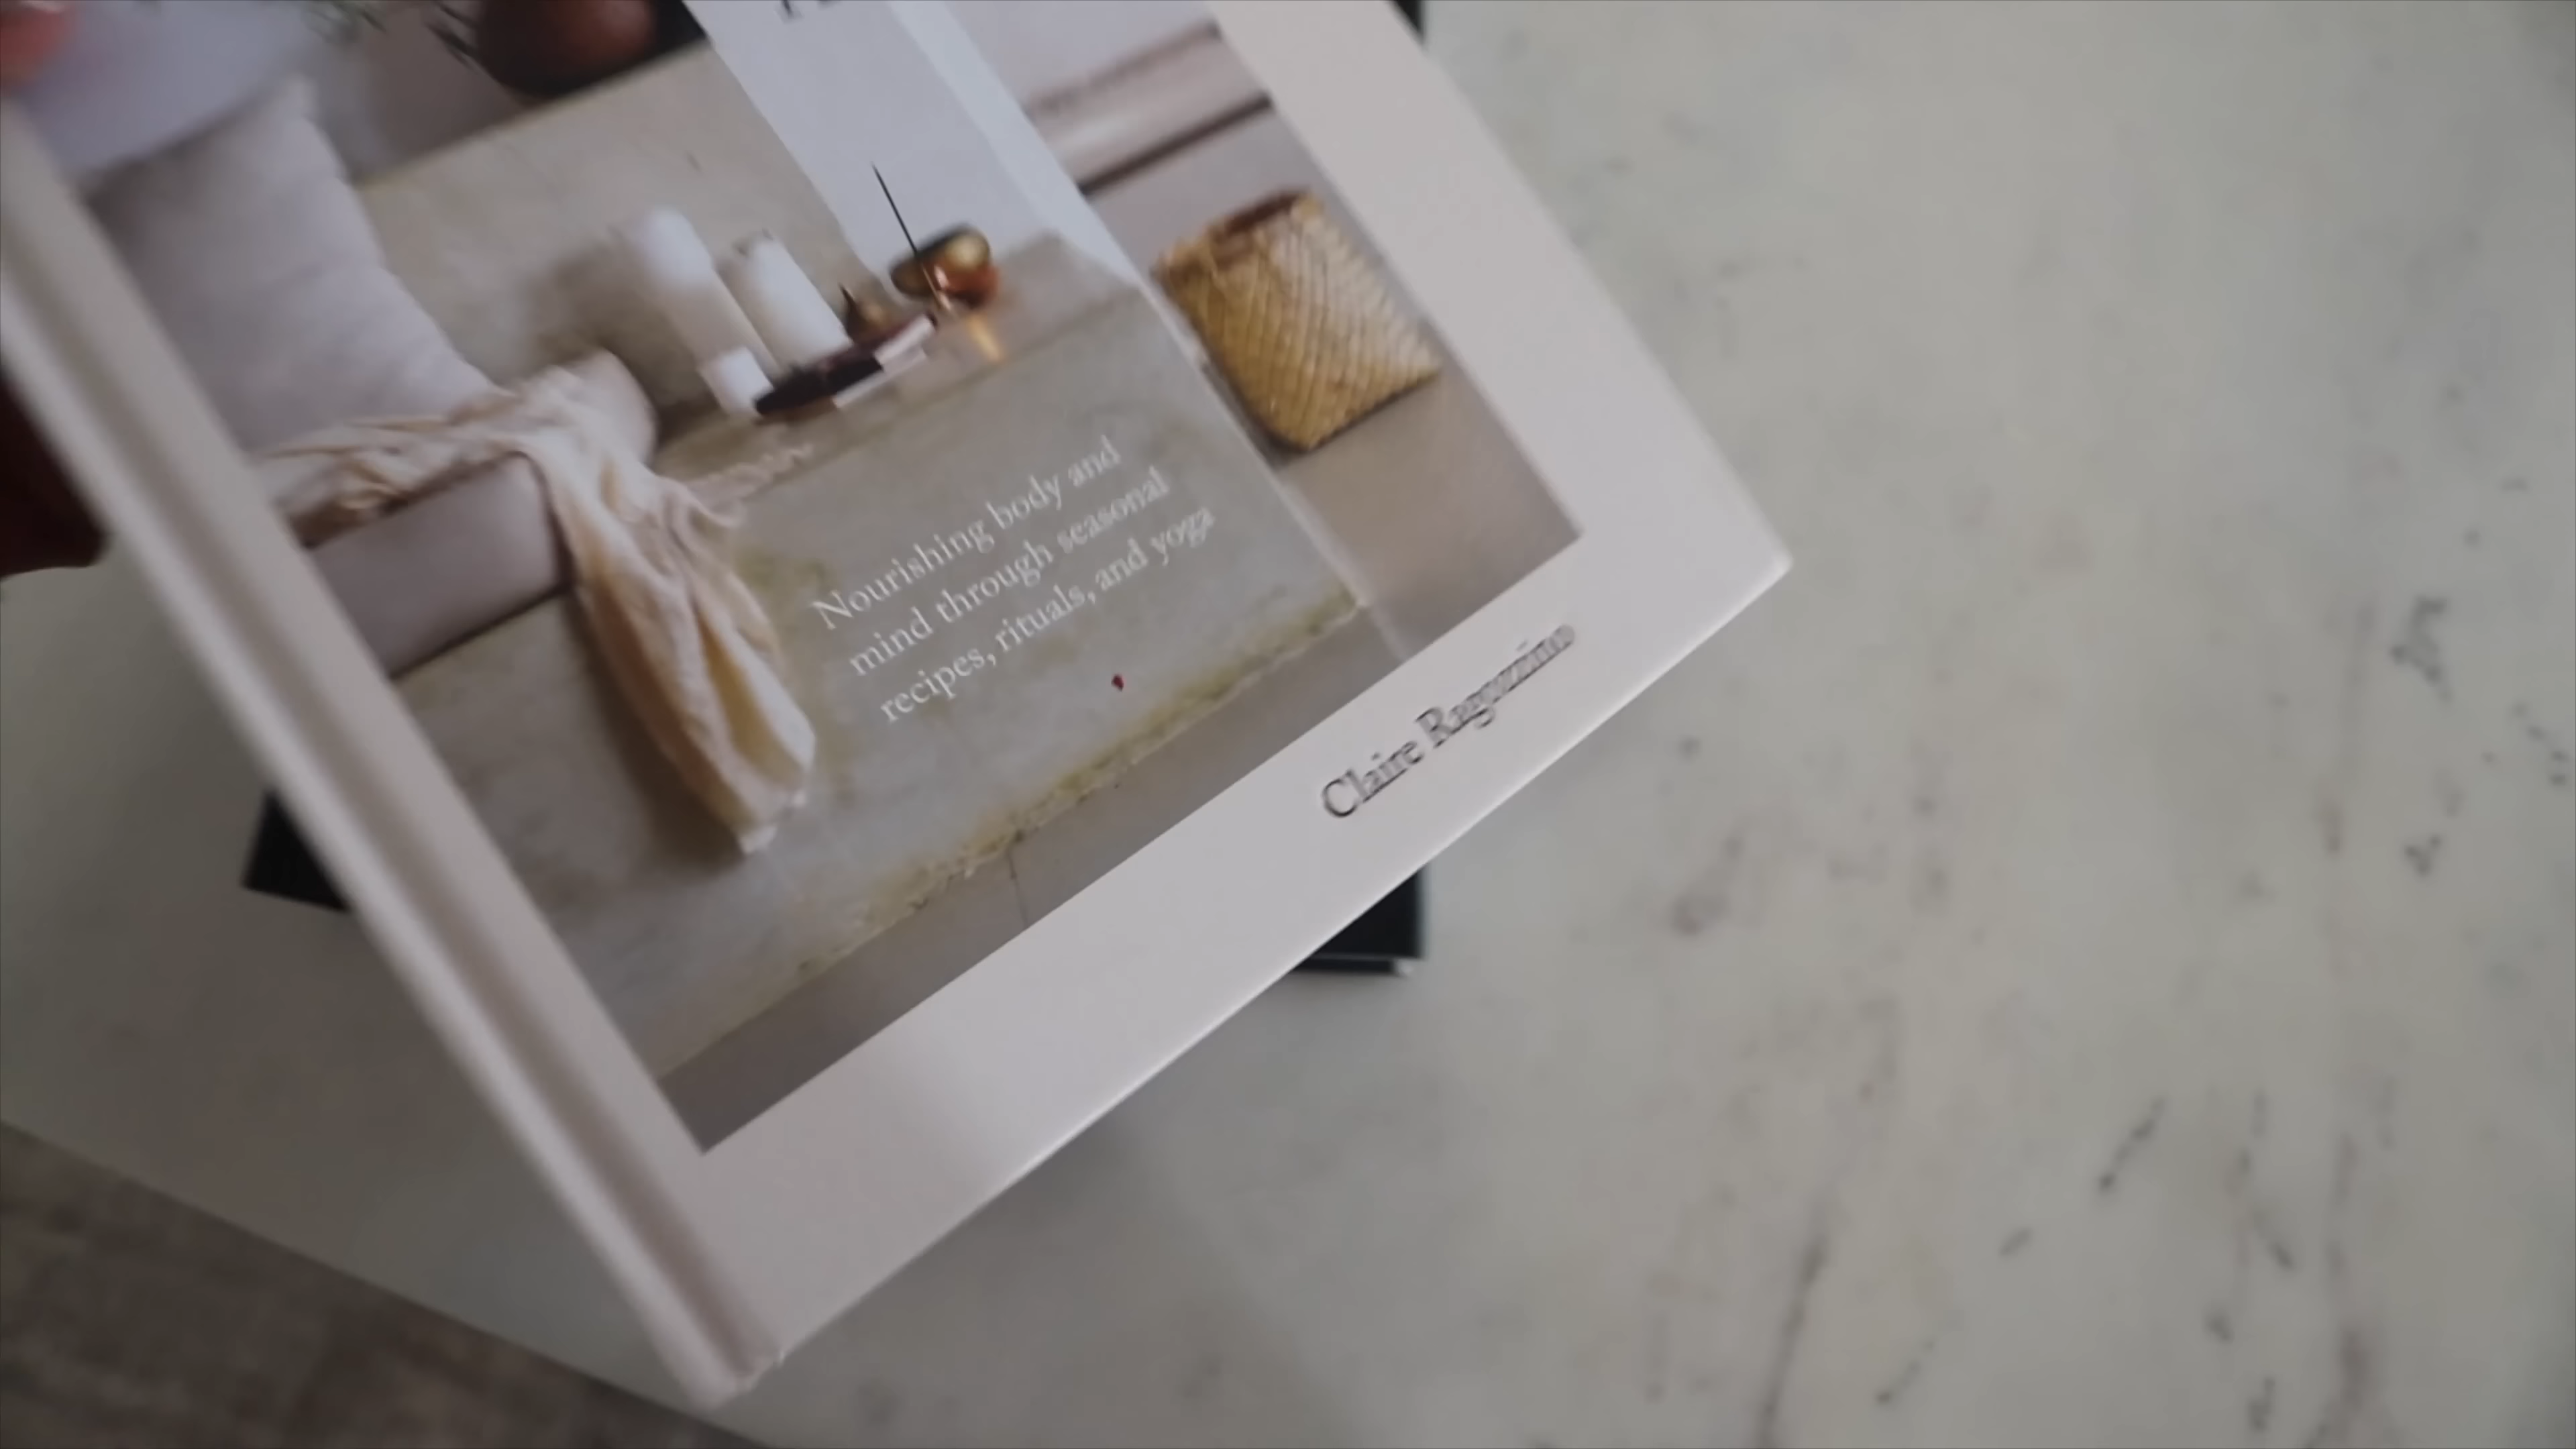 Nourishing body and
mind through seasonal
recipes, rituals, and yoga
Claire Ragozzino